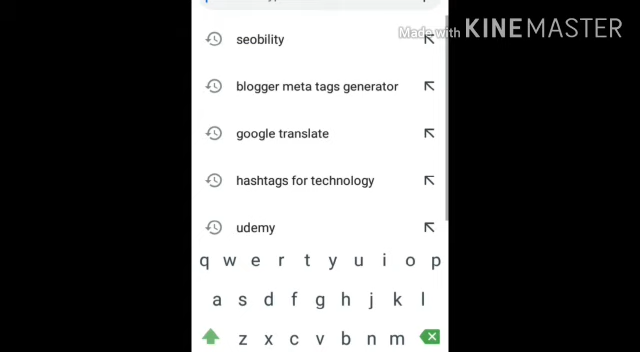 Made with KINEMASTER
seobility
blogger meta tags generator
google translate
hashtags for technology
udemy
q w e r t y u i o p
a s d f g h j k l
z x c v b n m